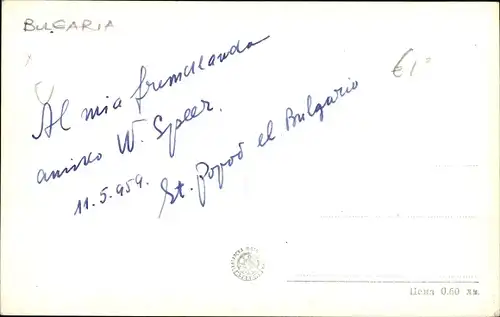 BULGARIA
€1
Al mia fremdlanda
amiko W. Speer.
11.5.959. St. Popov el Bulgario
Цена 0.60 лв.